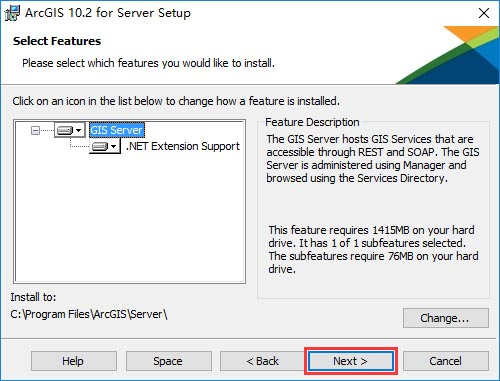 ArcGIS 10.2 for Server Setup
Select Features
Please select which features you would like to install.
Click on an icon in the list below to change how a feature is installed.
GIS Server
.NET Extension Support
Feature Description
The GIS Server hosts GIS Services that are
accessible through REST and SOAP. The GIS
Server is administered using Manager and
browsed using the Services Directory.
This feature requires 1415MB on your hard
drive. It has 1 of 1 subfeatures selected.
The subfeatures require 76MB on your hard
drive.
Install to:
C:\Program Files\ArcGIS\Server\
Change...
Help
Space
< Back
Next >
Cancel